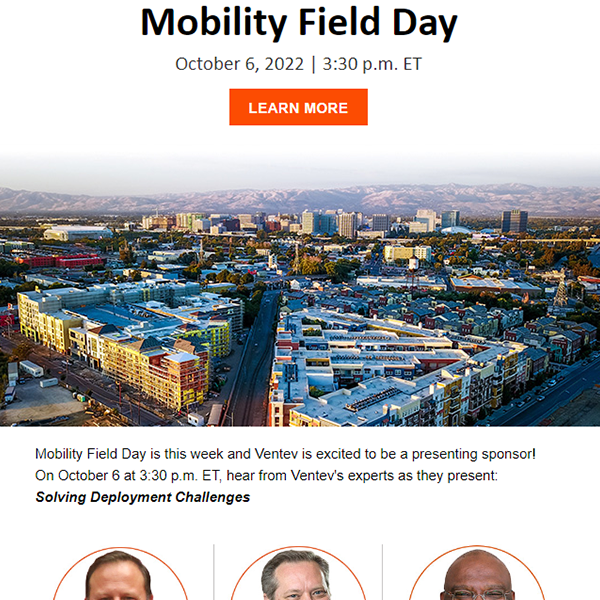 Mobility Field Day
October 6, 2022 | 3:30 p.m. ET
LEARN MORE
Mobility Field Day is this week and Ventev is excited to be a presenting sponsor!
On October 6 at 3:30 p.m. ET, hear from Ventev's experts as they present:
Solving Deployment Challenges